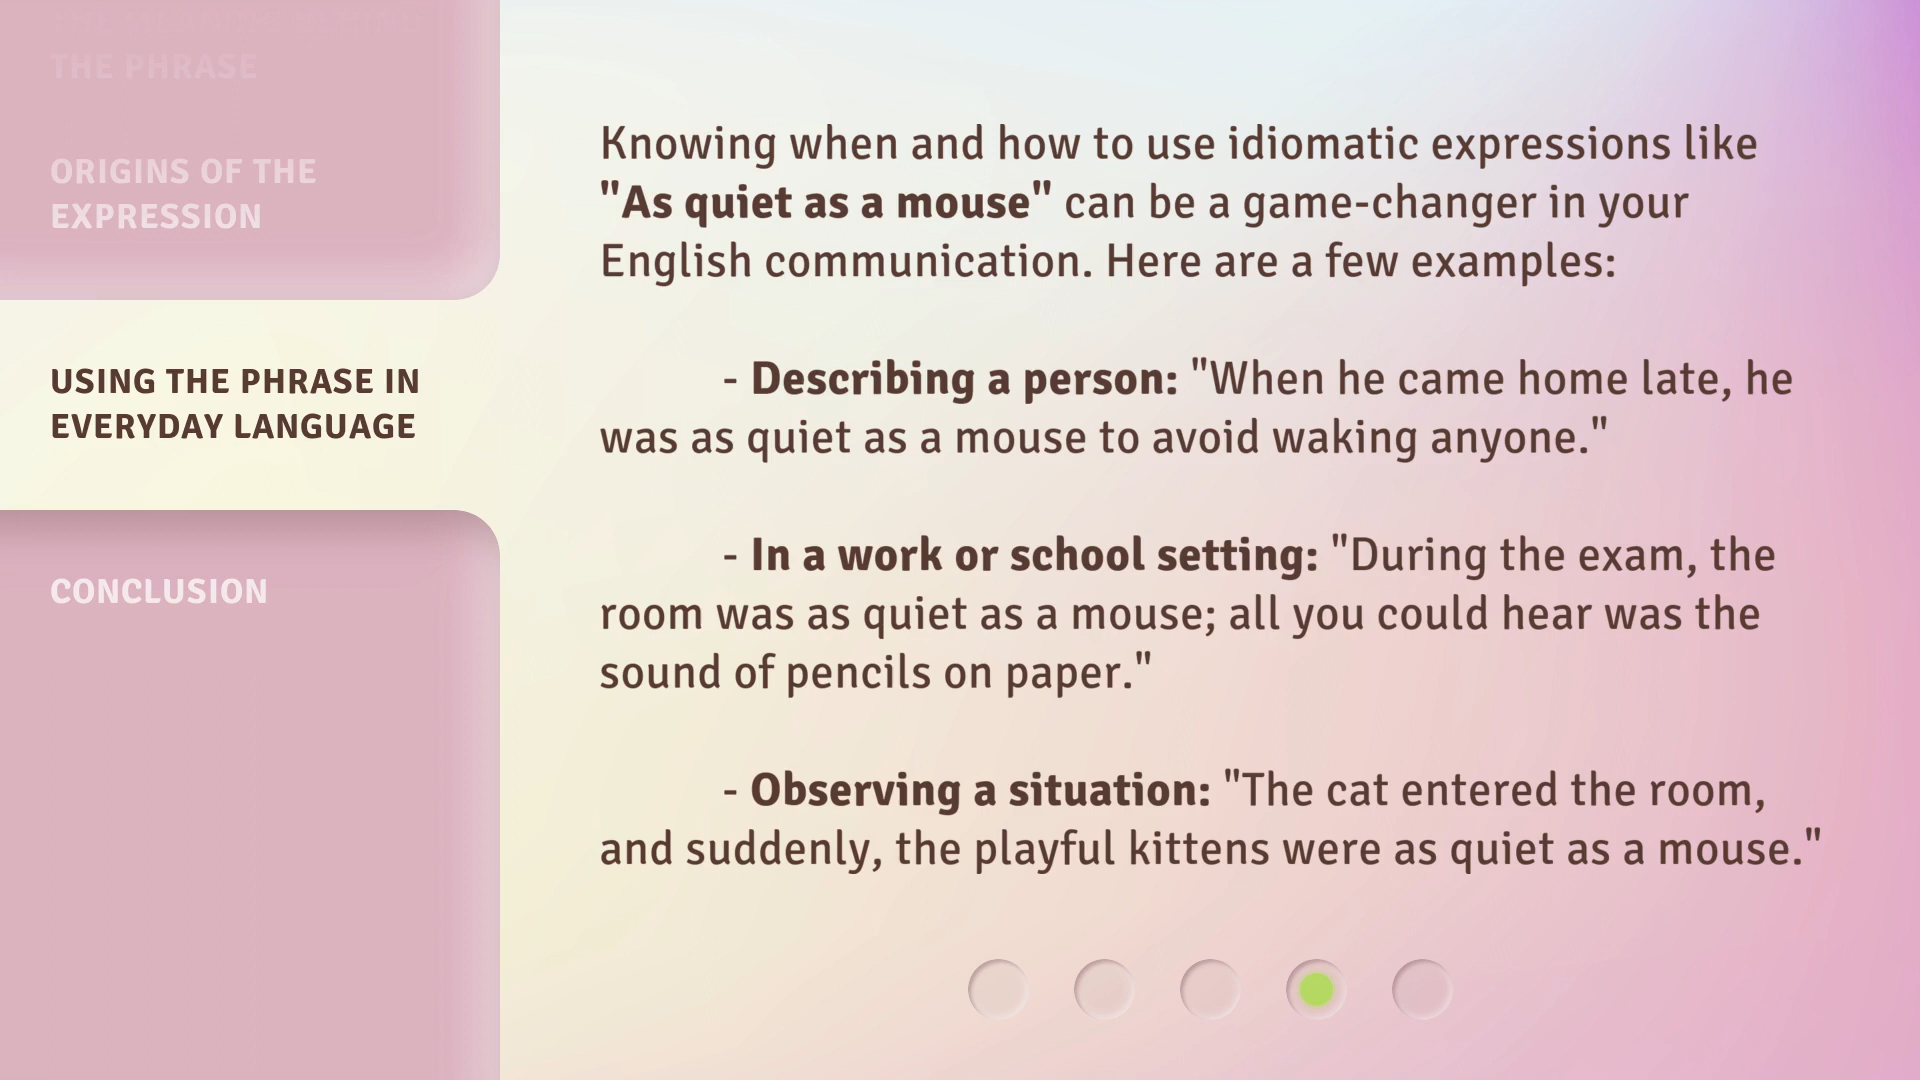 THE PHRASE
ORIGINS OF THE
EXPRESSION
USING THE PHRASE IN
EVERYDAY LANGUAGE
CONCLUSION
Knowing when and how to use idiomatic expressions like
"As quiet as a mouse" can be a game-changer in your
English communication. Here are a few examples:
- Describing a person: "When he came home late, he
was as quiet as a mouse to avoid waking anyone."
- In a work or school setting: "During the exam, the
room was as quiet as a mouse; all you could hear was the
sound of pencils on paper."
- Observing a situation: "The cat entered the room,
and suddenly, the playful kittens were as quiet as a mouse."